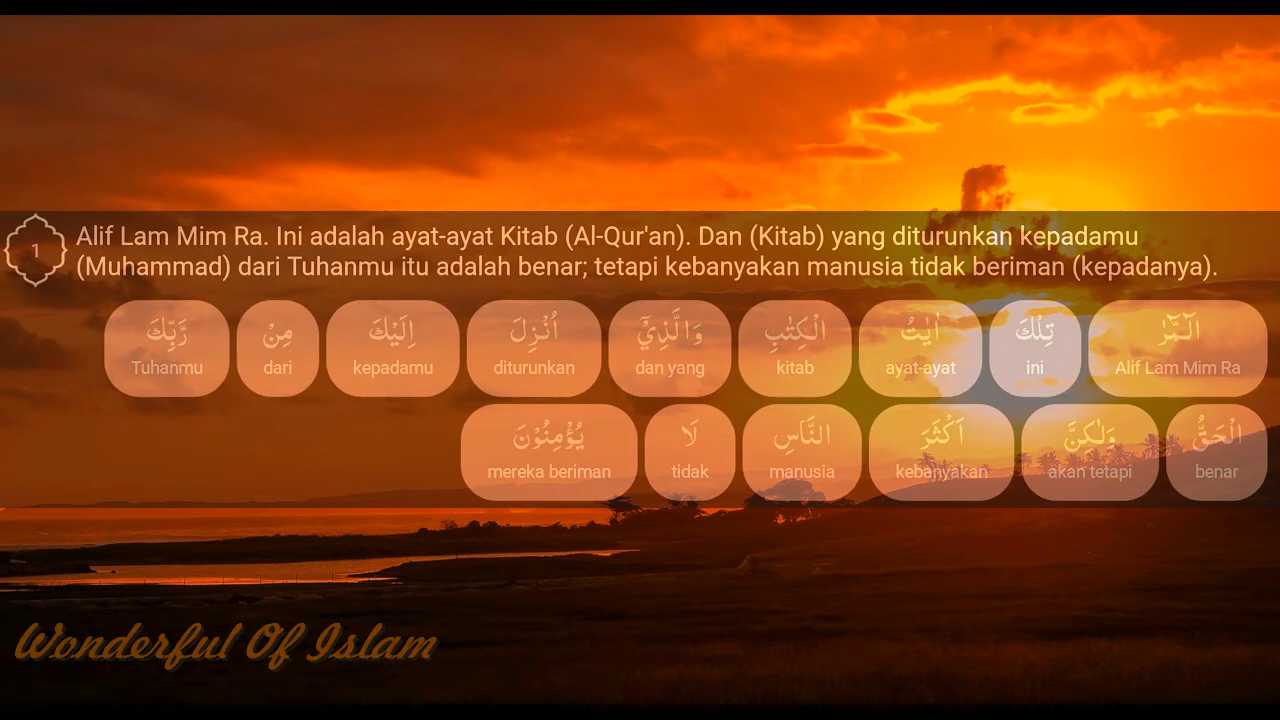 1
Alif Lam Mim Ra. Ini adalah ayat-ayat Kitab (Al-Qur'an). Dan (Kitab) yang diturunkan kepadamu
(Muhammad) dari Tuhanmu itu adalah benar; tetapi kebanyakan manusia tidak beriman (kepadanya).
الۤمّۤرٰ تِلْكَ اٰيٰتُ الْكِتٰبِ وَالَّذِيْٓ اُنْزِلَ اِلَيْكَ مِنْ رَّبِّكَ
Alif Lam Mim Ra ini ayat-ayat kitab dan yang diturunkan kepadamu dari Tuhanmu
الْحَقُّ وَلٰكِنَّ اَكْثَرَ النَّاسِ لَا يُؤْمِنُوْنَ
benar akan tetapi kebanyakan manusia tidak mereka beriman
Wonderful Of Islam